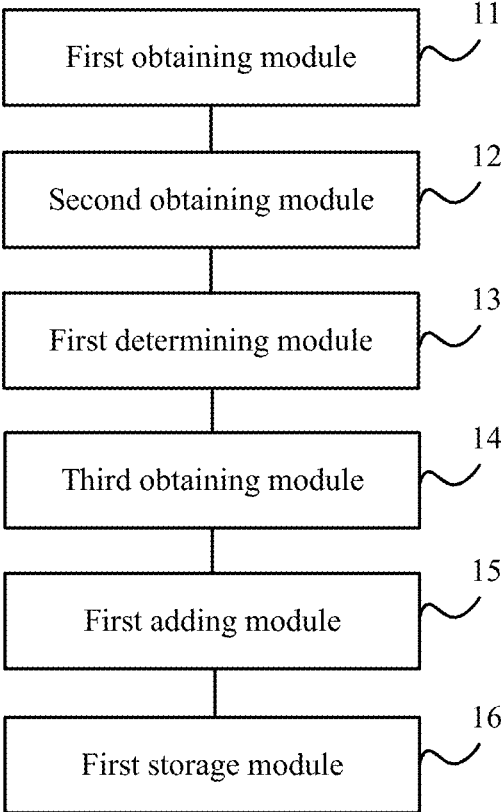 11
First obtaining module
12
Second obtaining module
13
First determining module
14
Third obtaining module
15
First adding module
16
First storage module